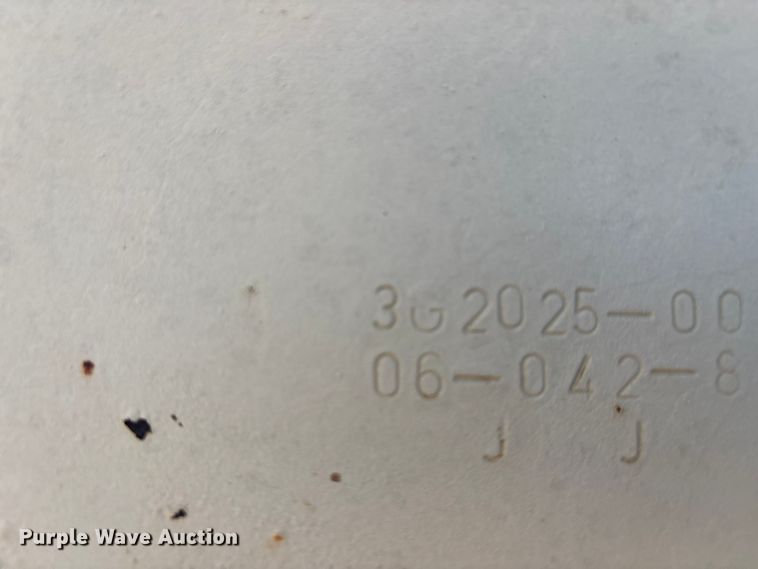 3G2025-00
06-042-8
J J
Purple Wave Auction